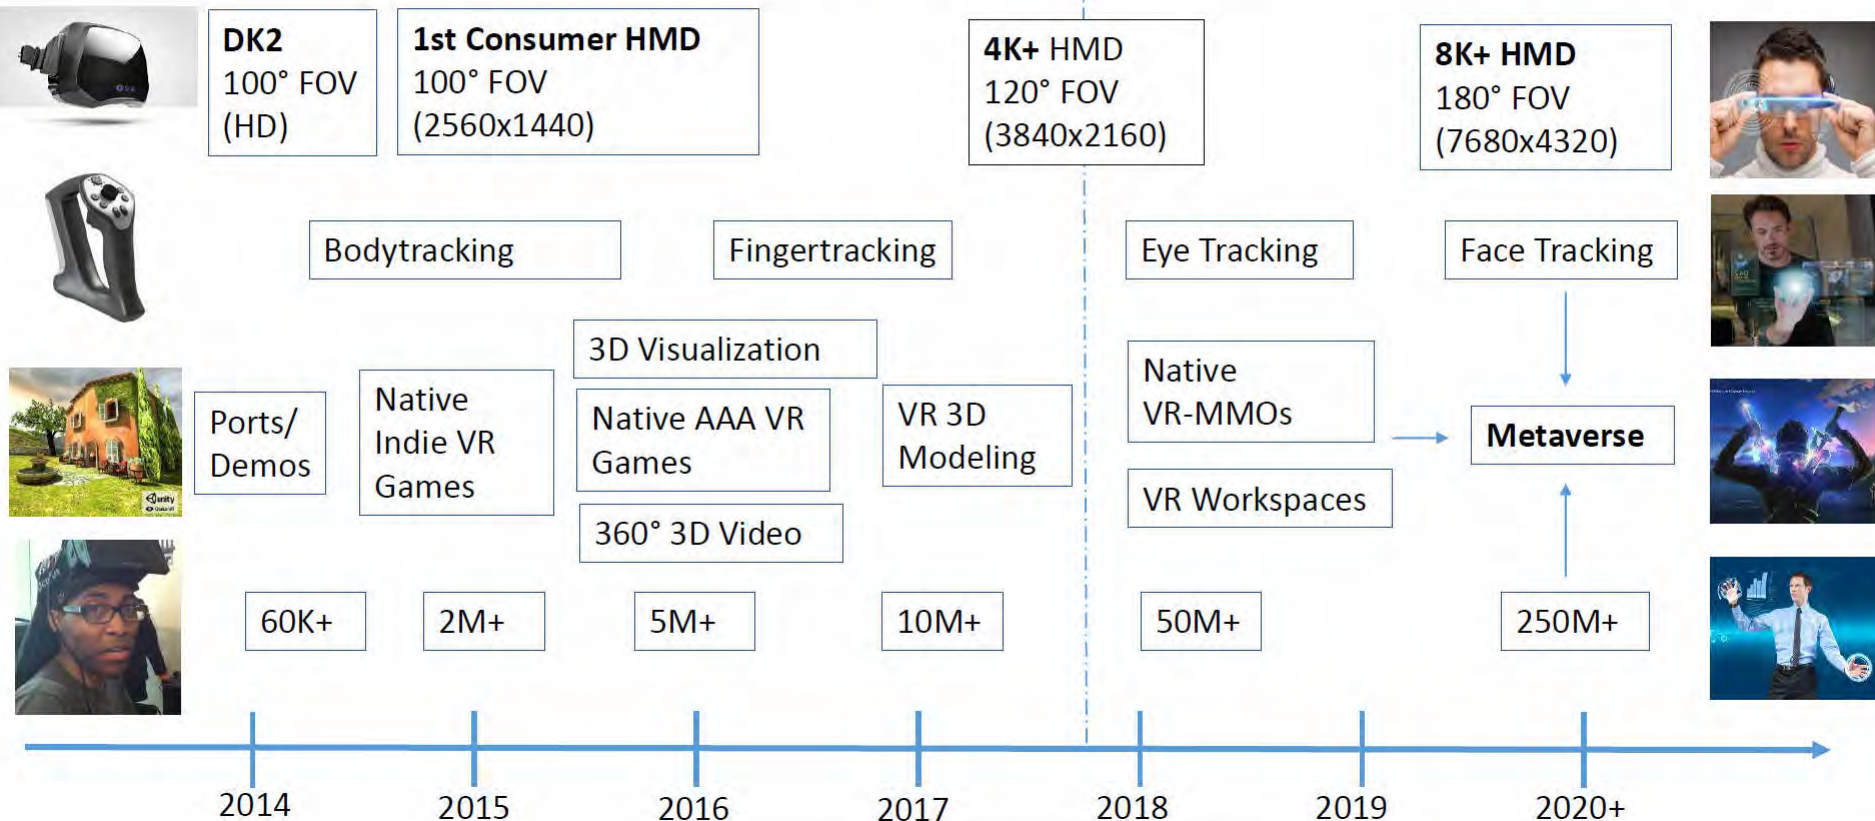 DK2
100° FOV
(HD)
1st Consumer HMD
100° FOV
(2560x1440)
4K+ HMD
120° FOV
(3840x2160)
8K+ HMD
180° FOV
(7680x4320)
Bodytracking
Fingertracking
Eye Tracking
Face Tracking
Ports/
Demos
Native
Indie VR
Games
3D Visualization
Native AAA VR
Games
360° 3D Video
VR 3D
Modeling
Native
VR-MMOs
VR Workspaces
Metaverse
unity
60K+
2M+
5M+
10M+
50M+
250M+
2014
2015
2016
2017
2018
2019
2020+